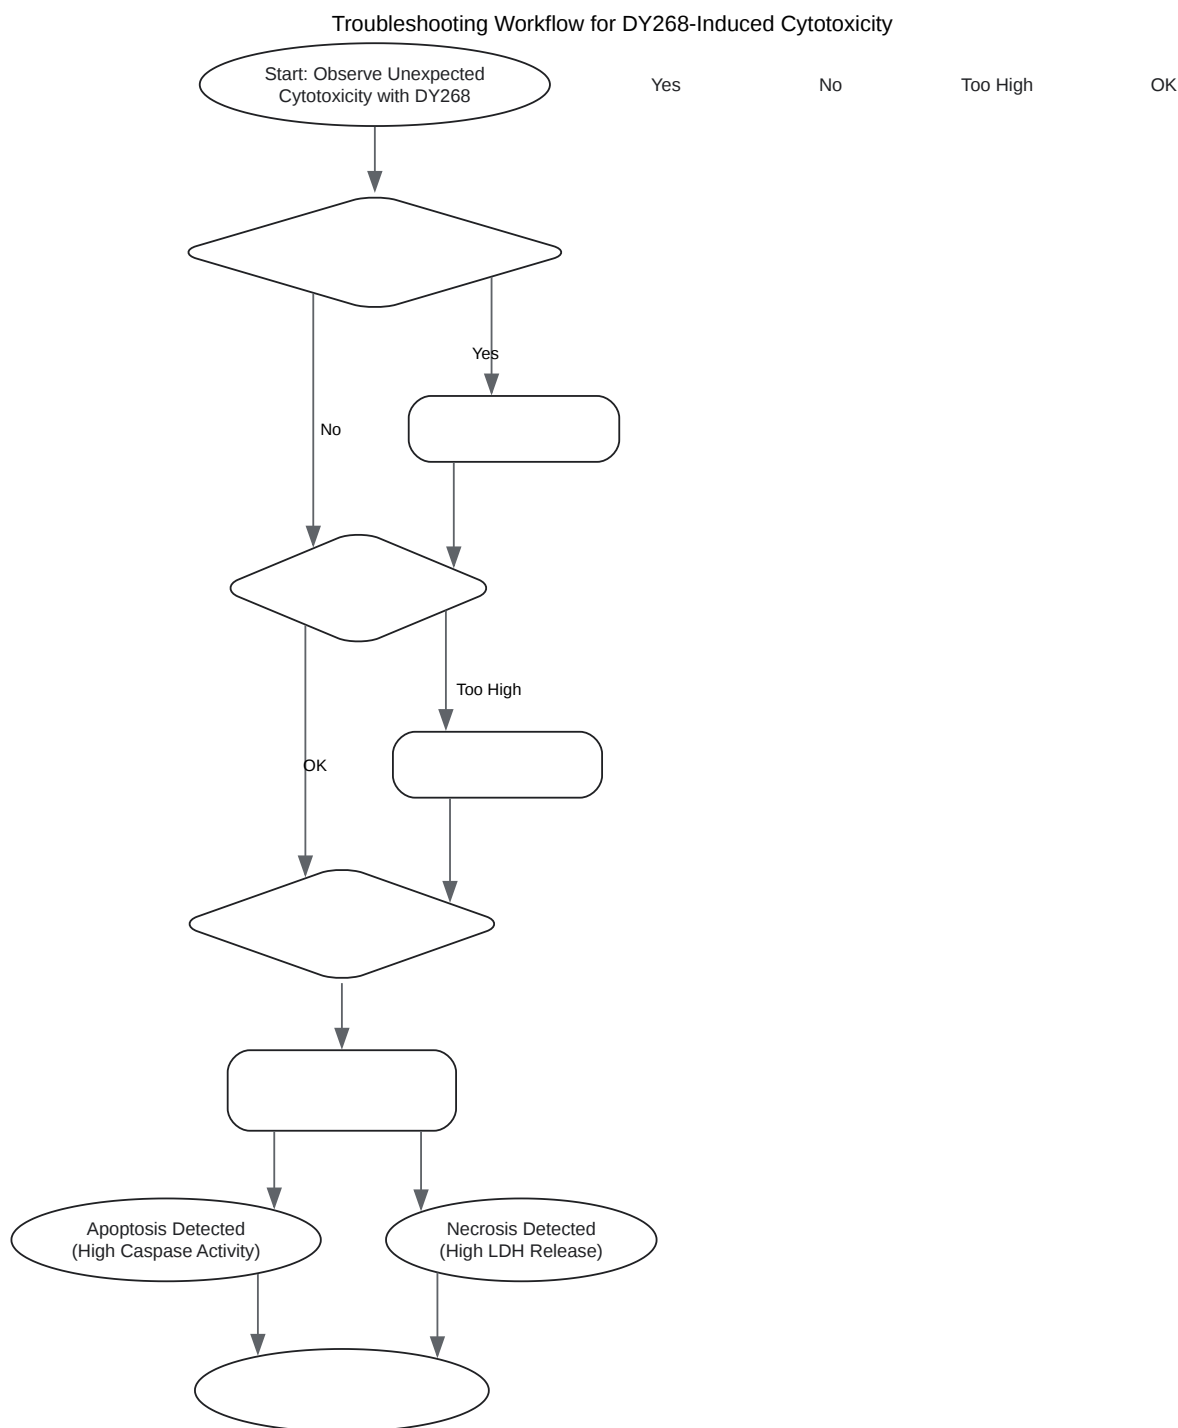 Troubleshooting Workflow for DY268-Induced Cytotoxicity
Start: Observe Unexpected
Cytotoxicity with DY268
Yes
No
Too High
OK
Yes
No
Too High
OK
Apoptosis Detected
(High Caspase Activity)
Necrosis Detected
(High LDH Release)